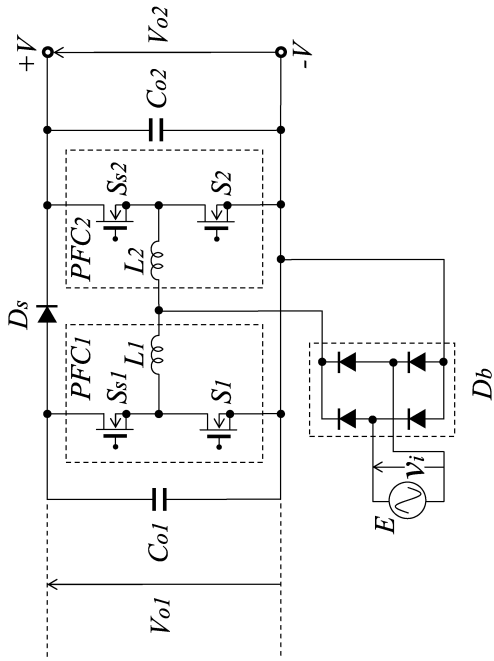 +V
-V
Vo2
Co2
PFC2
Ss2
S2
L2
Ds
PFC1
Ss1
S1
L1
Co1
Vo1
E
vi
Db